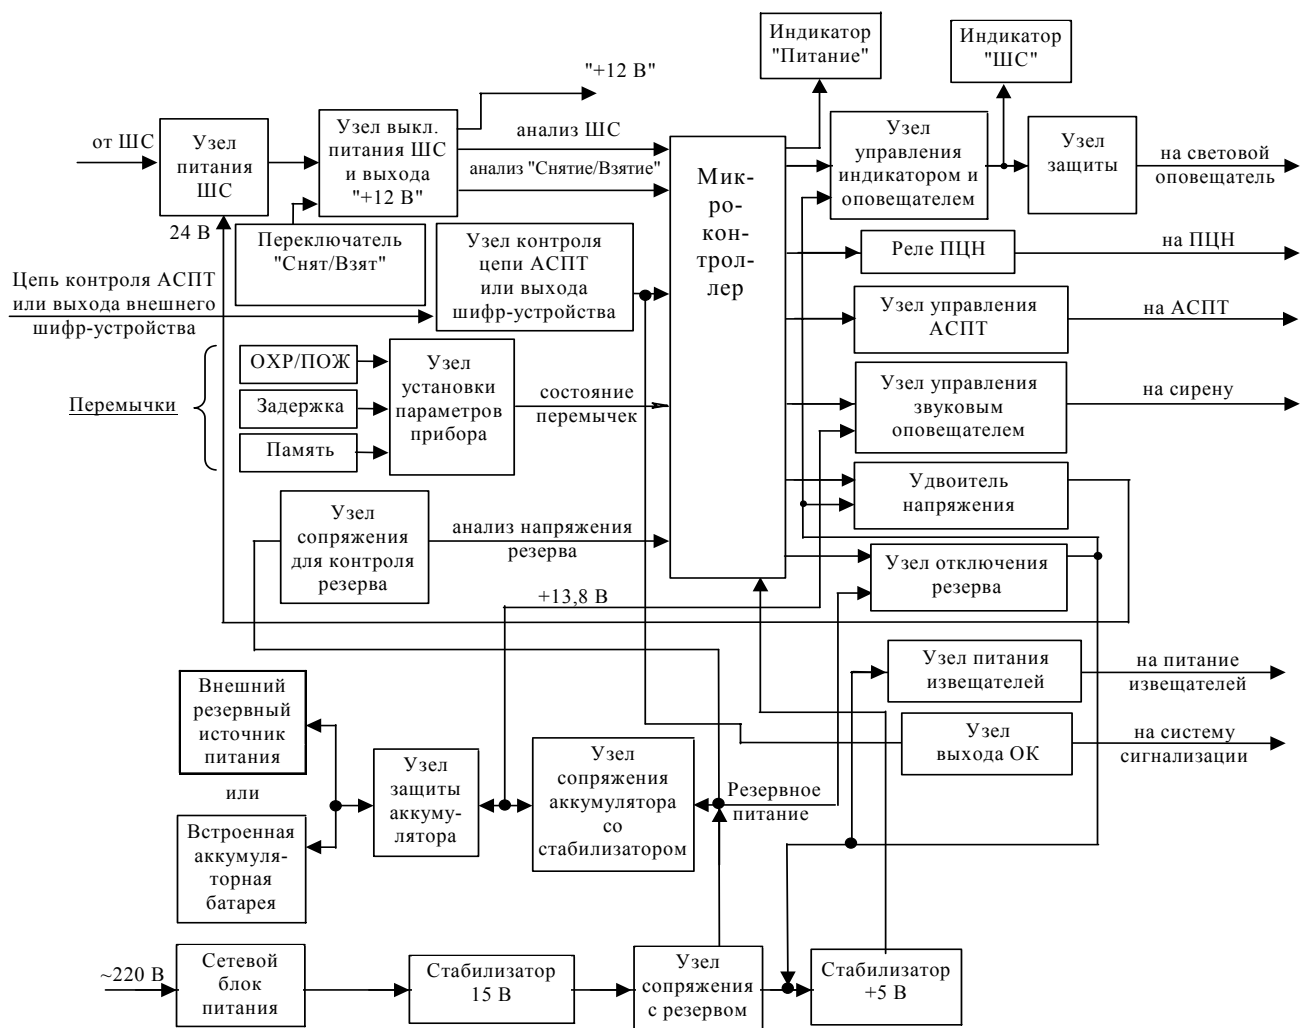 Индикатор
"Питание"
Индикатор
"ШС"
"+12 В"
от ШС
Узел
питания
ШС
24 В
Узел выкл.
питания ШС
и выхода
"+12 В"
анализ ШС
анализ "Снятие/Взятие"
Мик-
ро-
кон-
трол-
лер
Узел
управления
индикатором и
оповещателем
Узел
защиты
на световой
оповещатель
Переключатель
"Снят/Взят"
Узел контроля
цепи АСПТ
или выхода
шифр-устройства
Реле ПЦН
на ПЦН
Цепь контроля АСПТ
или выхода внешнего
шифр-устройства
Узел управления
АСПТ
на АСПТ
Перемычки
ОХР/ПОЖ
Задержка
Память
Узел
установки
параметров
прибора
состояние
перемычек
Узел управления
звуковым
оповещателем
на сирену
Удвоитель
напряжения
Узел
сопряжения
для контроля
резерва
анализ напряжения
резерва
Узел отключения
резерва
+13,8 В
Узел питания
извещателей
на питание
извещателей
Узел
выхода ОК
на систему
сигнализации
Внешний
резервный
источник
питания
или
Встроенная
аккумуля-
торная
батарея
Узел
защиты
аккуму-
лятора
Узел
сопряжения
аккумулятора
со
стабилизатором
Резервное
питание
~220 В
Сетевой
блок
питания
Стабилизатор
15 В
Узел
сопряжения
с резервом
Стабилизатор
+5 В